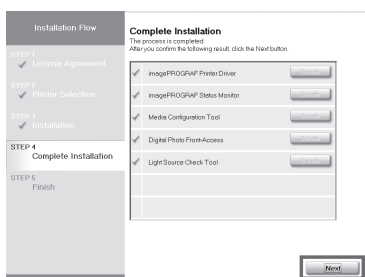 Installation Flow
STEP 1
License Agreement
STEP 2
Printer Selection
STEP 3
Installation
STEP 4
Complete Installation
STEP 5
Finish
Complete Installation
The process is completed.
After you confirm the following result, click the Next button.
imagePROGRAF Printer Driver
imagePROGRAF Status Monitor
Media Configuration Tool
Digital Photo Front-Access
Light Source Check Tool
Next